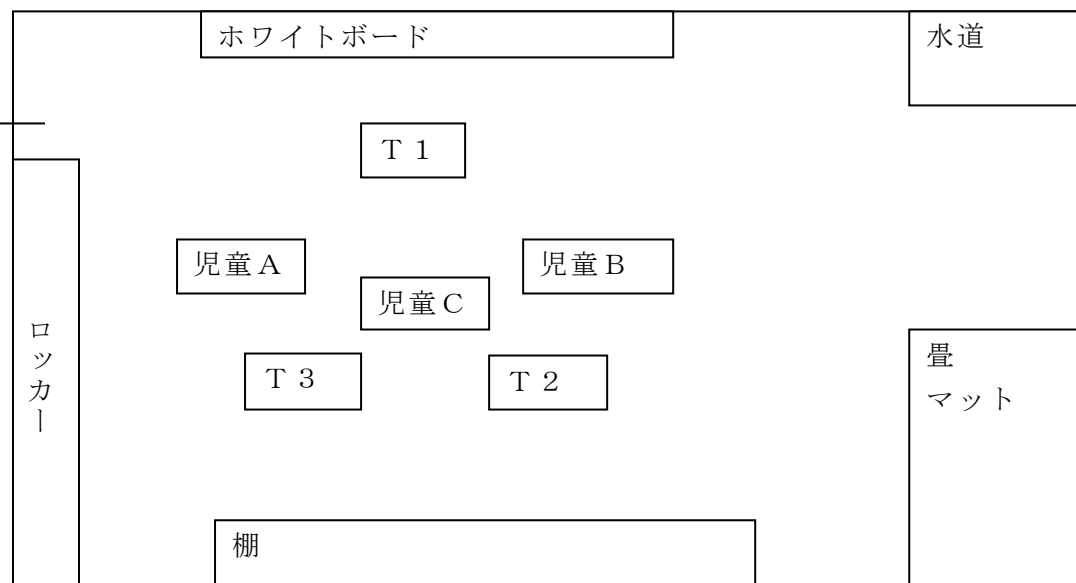 ホワイトボード
水道
Ｔ１
児童Ａ
児童Ｂ
児童Ｃ
ロッカー
Ｔ３
Ｔ２
畳
マット
棚